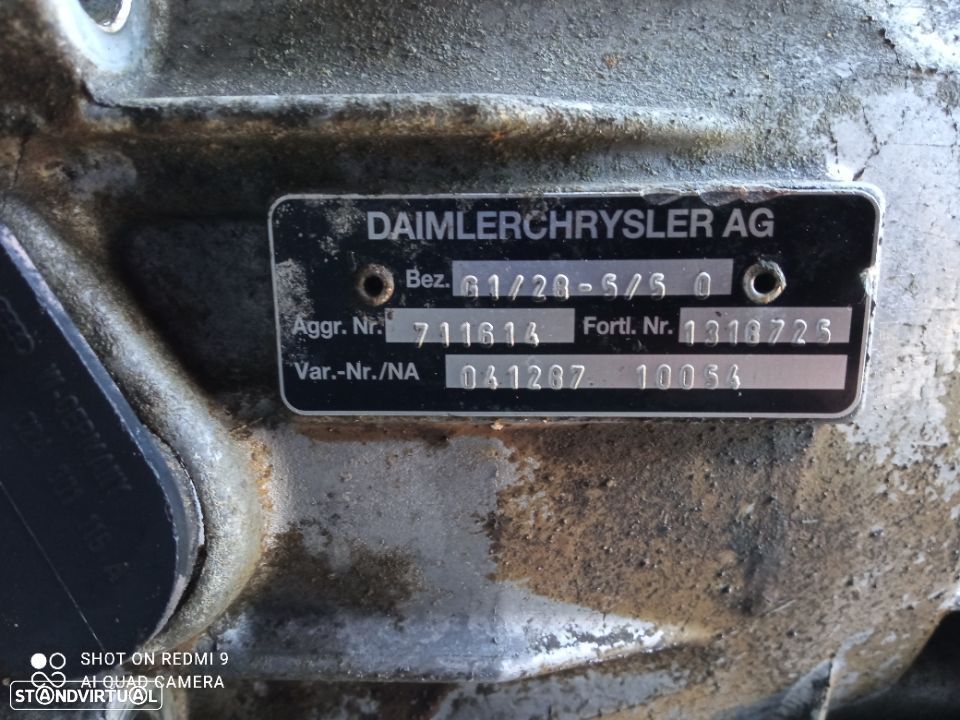 DAIMLERCHRYSLER AG
Bez. G1/28-5/5 0
Aggr. Nr. 711614 Fortl. Nr. 1318725
Var.-Nr./NA 041287 10054
W-GERMANY
SHOT ON REDMI 9
AI QUAD CAMERA
STANDVIRTUAL